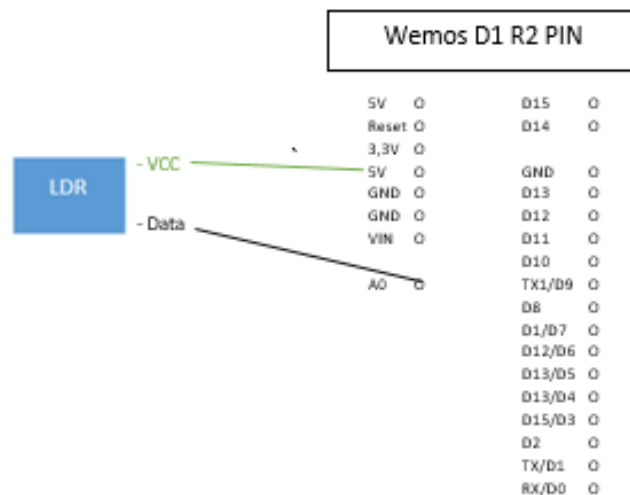 Wemos D1 R2 PIN
5V O D15 O
Reset O D14 O
3,3V O
- VCC 5V O GND O
LDR GND O D13 O
- Data GND O D12 O
VIN O D11 O
D10 O
A0 O TX1/D9 O
D8 O
D1/D7 O
D12/D6 O
D13/D5 O
D13/D4 O
D15/D3 O
D2 O
TX/D1 O
RX/D0 O